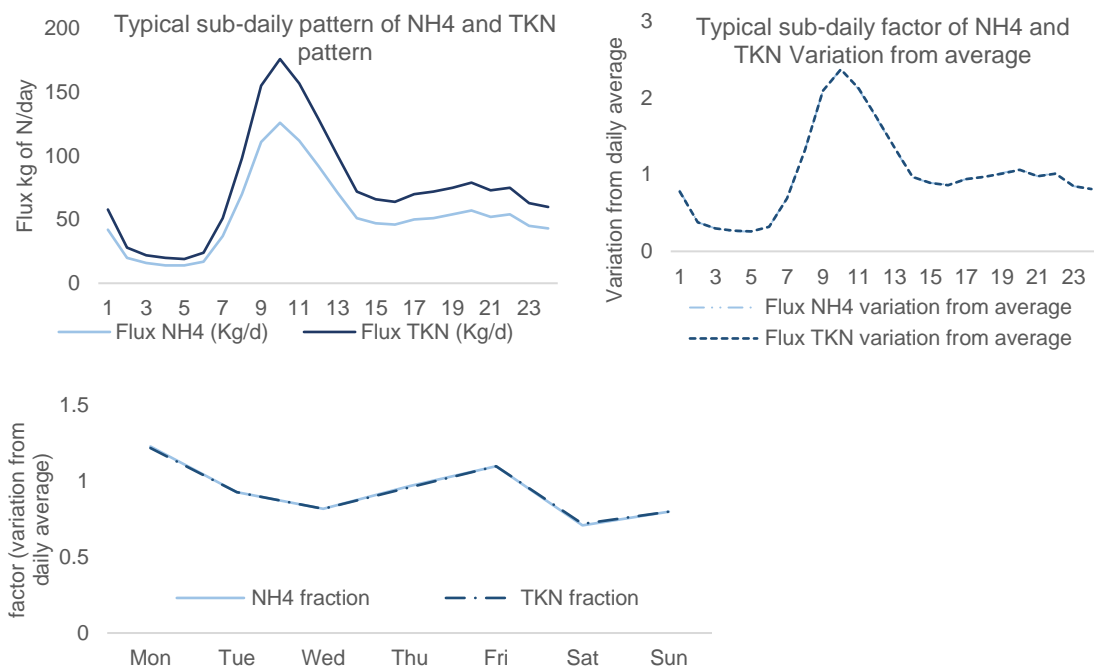 Typical sub-daily pattern of NH4 and TKN
pattern
Flux kg of N/day
200
150
100
50
0
1 3 5 7 9 11 13 15 17 19 21 23
Flux NH4 (Kg/d) Flux TKN (Kg/d)
Typical sub-daily factor of NH4 and
TKN Variation from average
Variation from daily average
3
2
1
0
1 3 5 7 9 11 13 15 17 19 21 23
Flux NH4 variation from average
Flux TKN variation from average
factor (variation from
daily average)
1.5
1
0.5
0
NH4 fraction TKN fraction
Mon Tue Wed Thu Fri Sat Sun